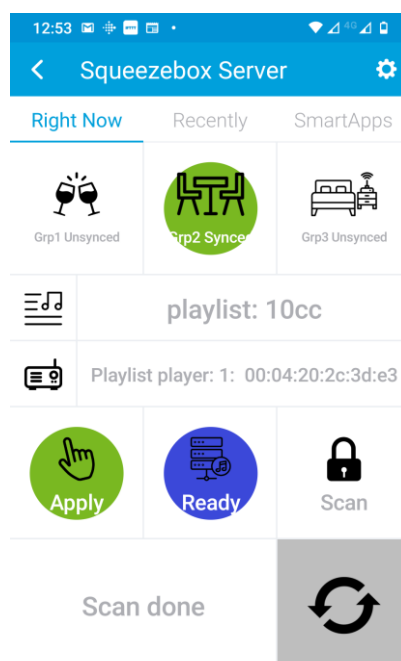 12:53 4G
Squeezebox Server
Right Now Recently SmartApps
Grp1 Unsynced Grp2 Synced Grp3 Unsynced
playlist: 10cc
Playlist player: 1: 00:04:20:2c:3d:e3
Apply Ready Scan
Scan done